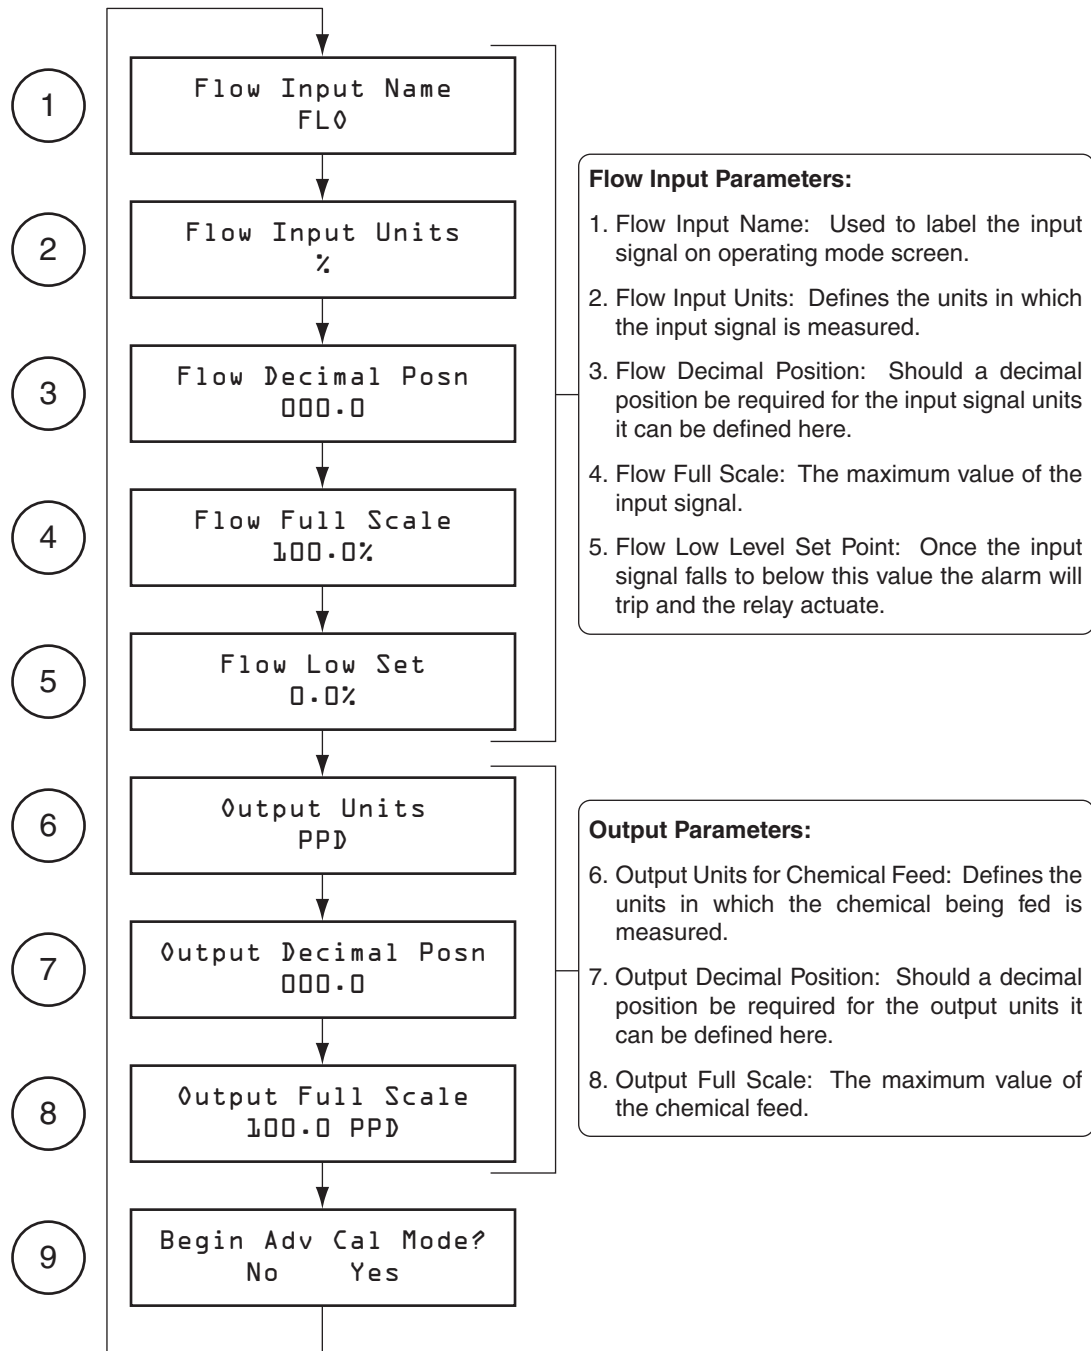 1
Flow Input Name
FLO
2
Flow Input Units
%
3
Flow Decimal Posn
000.0
4
Flow Full Scale
100.0%
5
Flow Low Set
0.0%
6
Output Units
PPD
7
Output Decimal Posn
000.0
8
Output Full Scale
100.0 PPD
9
Begin Adv Cal Mode?
No Yes
Flow Input Parameters:
1. Flow Input Name: Used to label the input
signal on operating mode screen.
2. Flow Input Units: Defines the units in which
the input signal is measured.
3. Flow Decimal Position: Should a decimal
position be required for the input signal units
it can be defined here.
4. Flow Full Scale: The maximum value of the
input signal.
5. Flow Low Level Set Point: Once the input
signal falls to below this value the alarm will
trip and the relay actuate.
Output Parameters:
6. Output Units for Chemical Feed: Defines the
units in which the chemical being fed is
measured.
7. Output Decimal Position: Should a decimal
position be required for the output units it
can be defined here.
8. Output Full Scale: The maximum value of
the chemical feed.